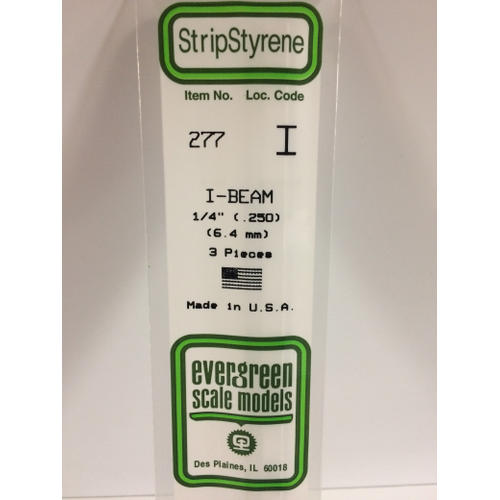 StripStyrene
Item No. Loc. Code
277 I
I-BEAM
1/4" (.250)
(6.4 mm)
3 Pieces
Made in U.S.A.
evergreen
scale models
Des Plaines, IL 60018